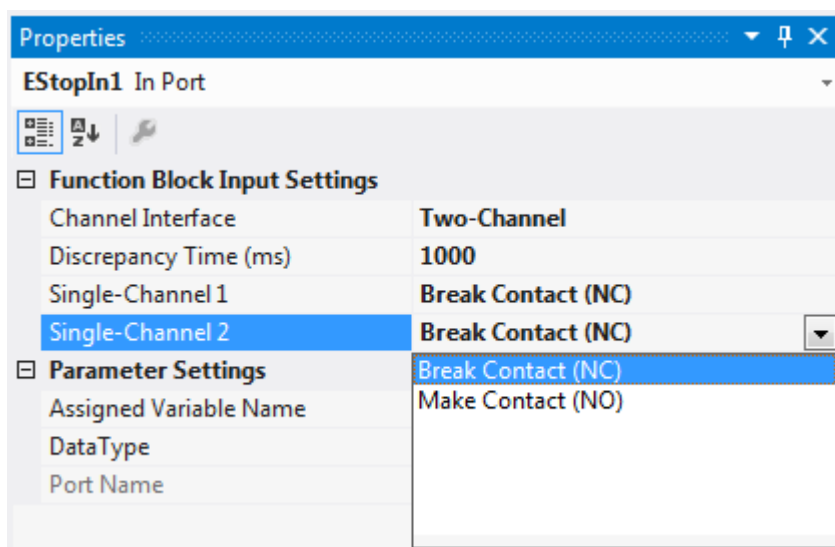 Properties
EStopIn1 In Port
Function Block Input Settings
Channel Interface Two-Channel
Discrepancy Time (ms) 1000
Single-Channel 1 Break Contact (NC)
Single-Channel 2 Break Contact (NC)
Parameter Settings Break Contact (NC)
Assigned Variable Name Make Contact (NO)
DataType
Port Name